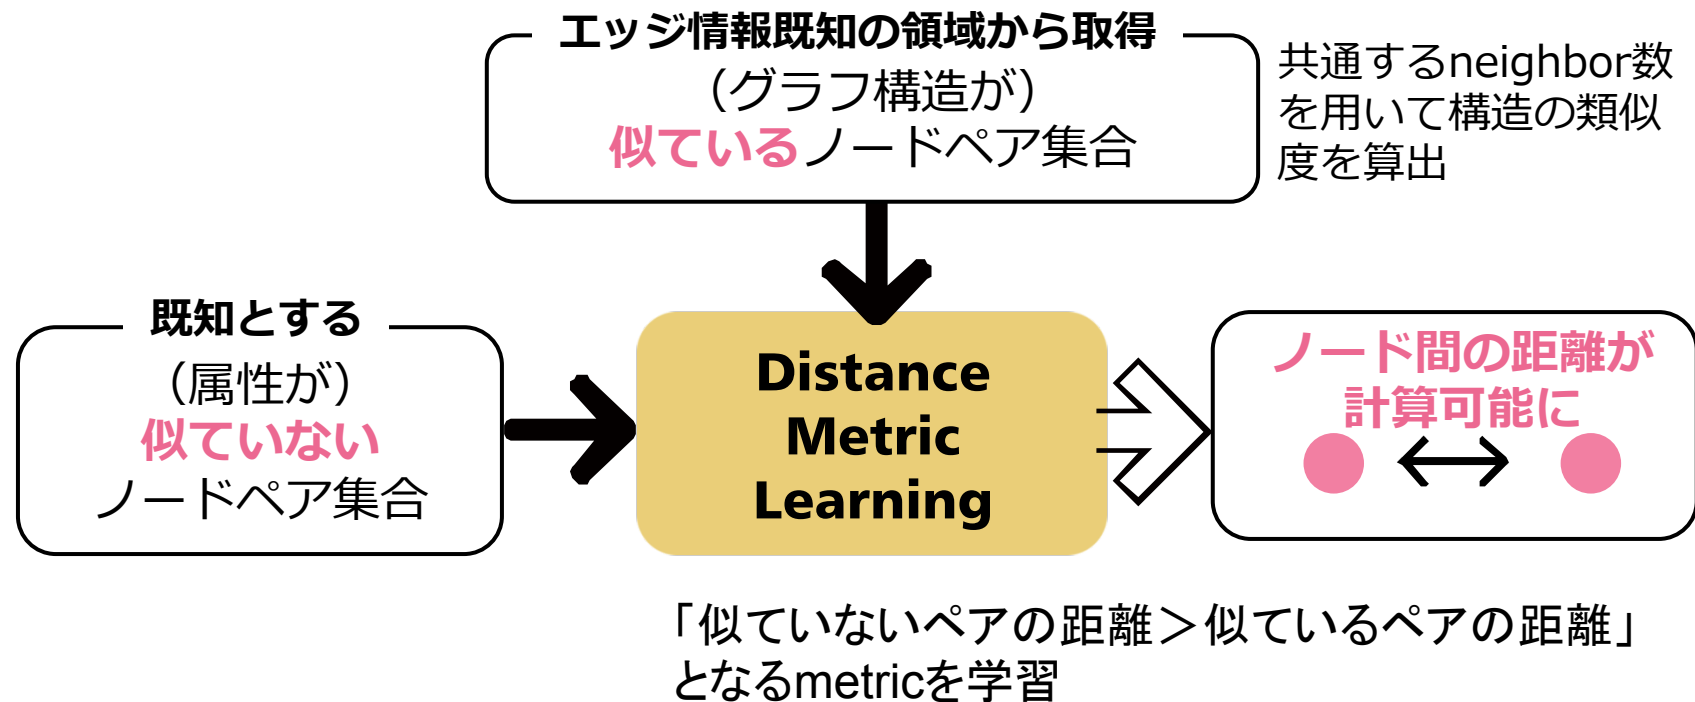 エッジ情報既知の領域から取得
（グラフ構造が）
似ているノードペア集合
共通するneighbor数
を用いて構造の類似
度を算出
既知とする
（属性が）
似ていない
ノードペア集合
Distance
Metric
Learning
ノード間の距離が
計算可能に
「似ていないペアの距離＞似ているペアの距離」
となるmetricを学習